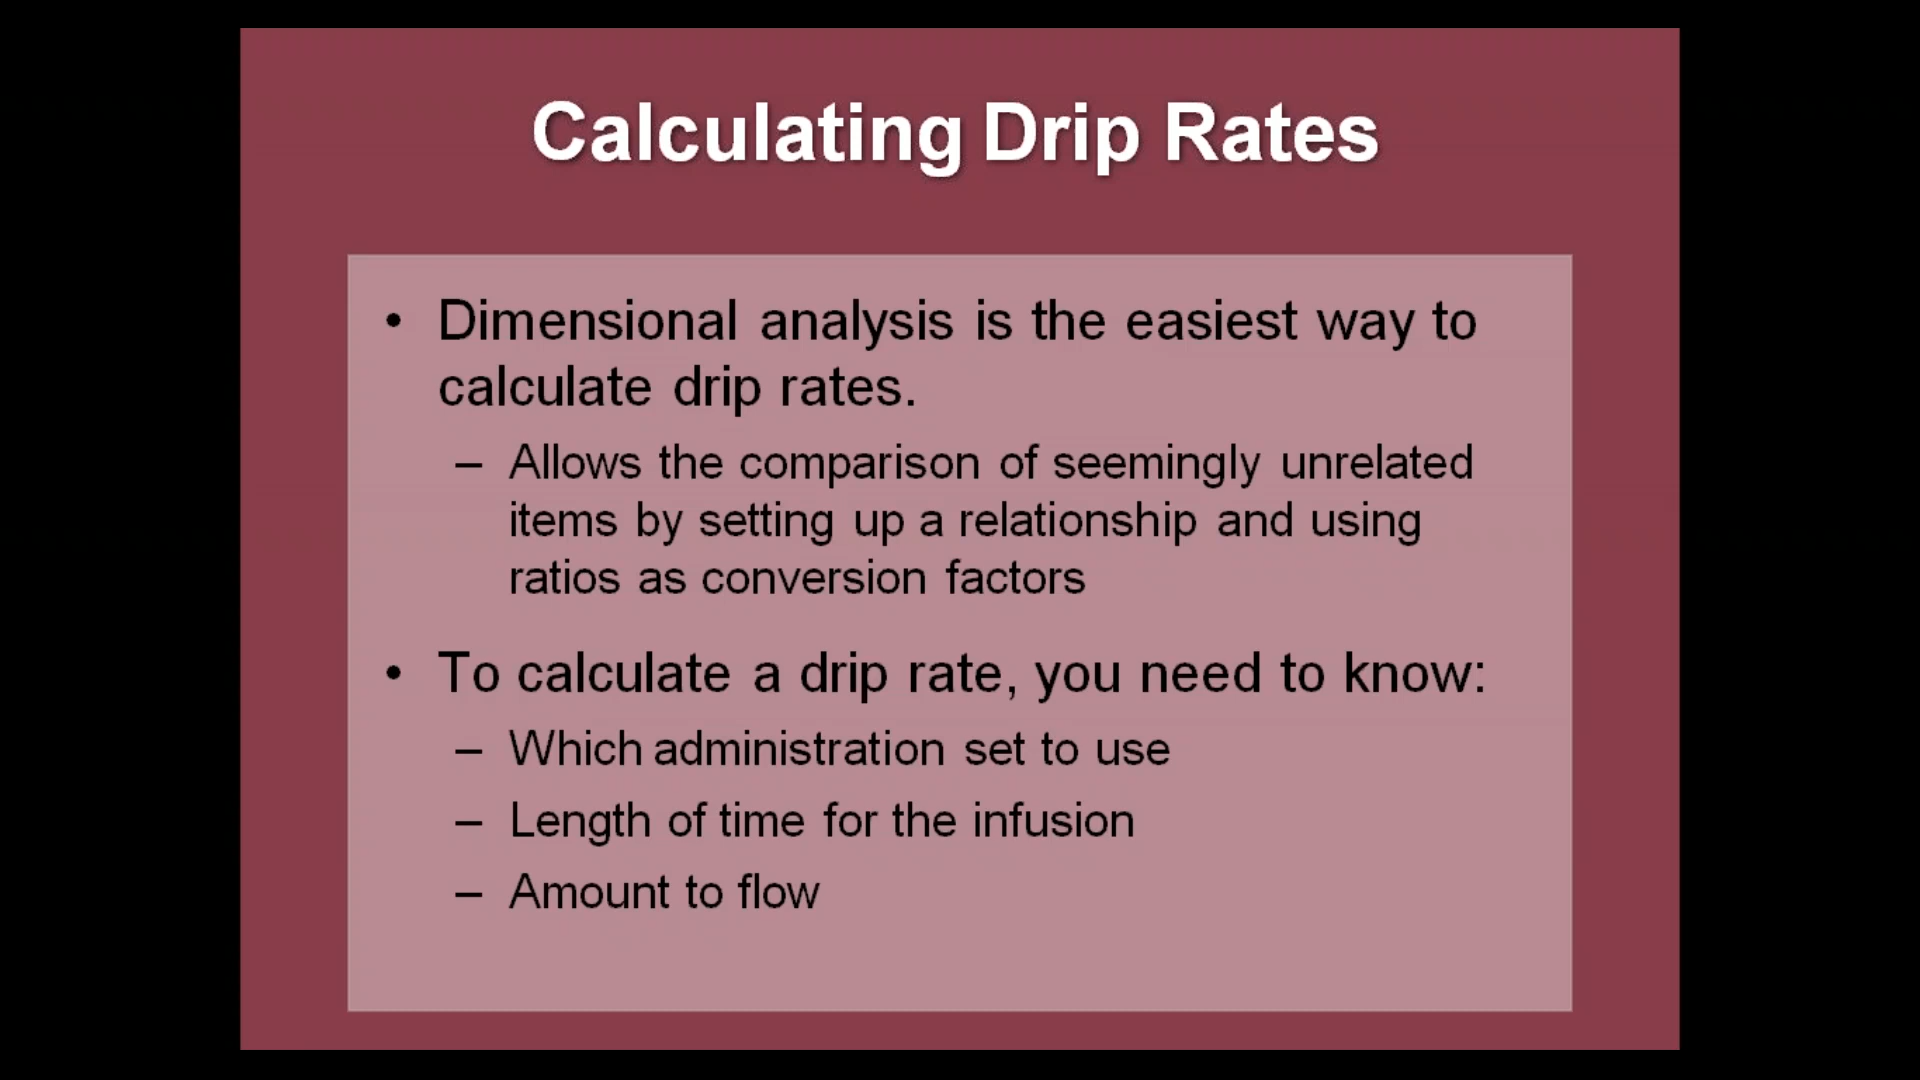 Calculating Drip Rates
• Dimensional analysis is the easiest way to
calculate drip rates.
– Allows the comparison of seemingly unrelated
items by setting up a relationship and using
ratios as conversion factors
• To calculate a drip rate, you need to know:
– Which administration set to use
– Length of time for the infusion
– Amount to flow